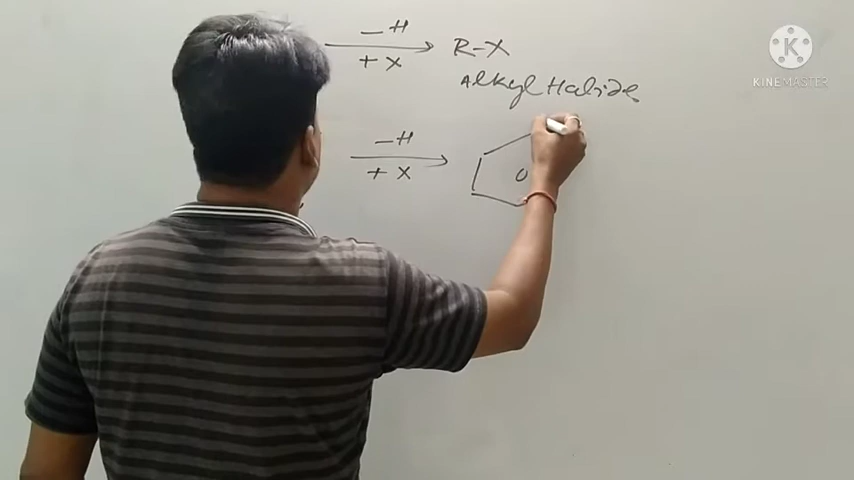 -H
+X
R-X
Alkyl Halide
-H
+X
K
KINEMASTER